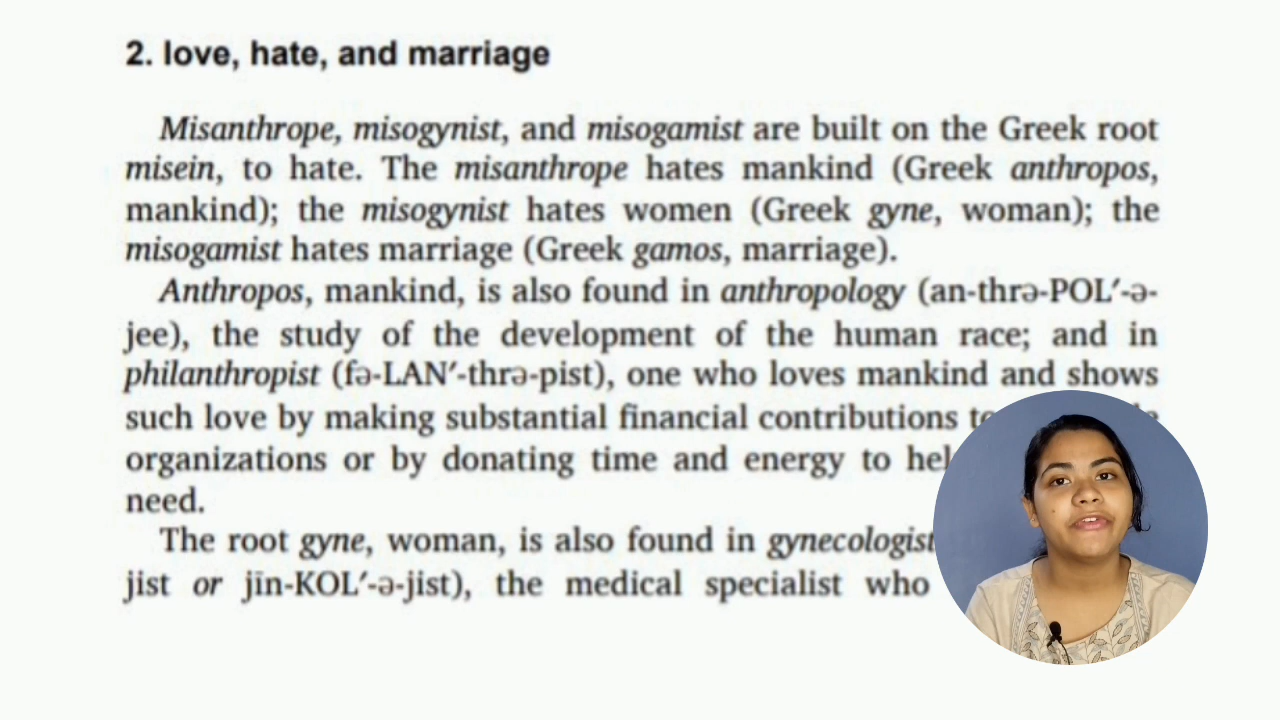 2. love, hate, and marriage
Misanthrope, misogynist, and misogamist are built on the Greek root
misein, to hate. The misanthrope hates mankind (Greek anthropos,
mankind); the misogynist hates women (Greek gyne, woman); the
misogamist hates marriage (Greek gamos, marriage).
Anthropos, mankind, is also found in anthropology (an-thrə-POL′-ə-
jee), the study of the development of the human race; and in
philanthropist (fə-LAN′-thrə-pist), one who loves mankind and shows
such love by making substantial financial contributions
organizations or by donating time and energy to
need.
The root gyne, woman, is also found in gynecologist
jist or jīn-KOL′-ə-jist), the medical specialist who